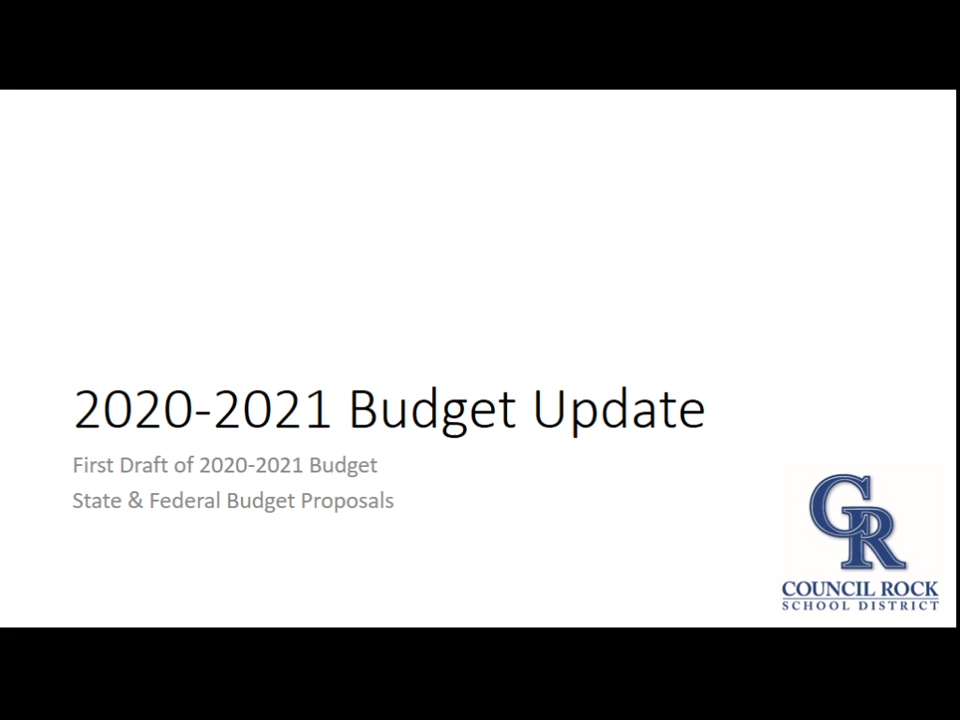 2020-2021 Budget Update
First Draft of 2020-2021 Budget
State & Federal Budget Proposals
CR
COUNCIL ROCK
SCHOOL DISTRICT